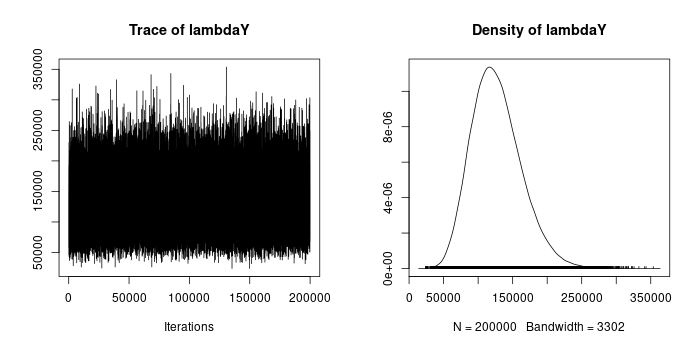 Trace of lambdaY
50000 150000 250000 350000
0 50000 100000 150000 200000
Iterations
Density of lambdaY
0e+00 4e-06 8e-06
0 50000 150000 250000 350000
N = 200000 Bandwidth = 3302